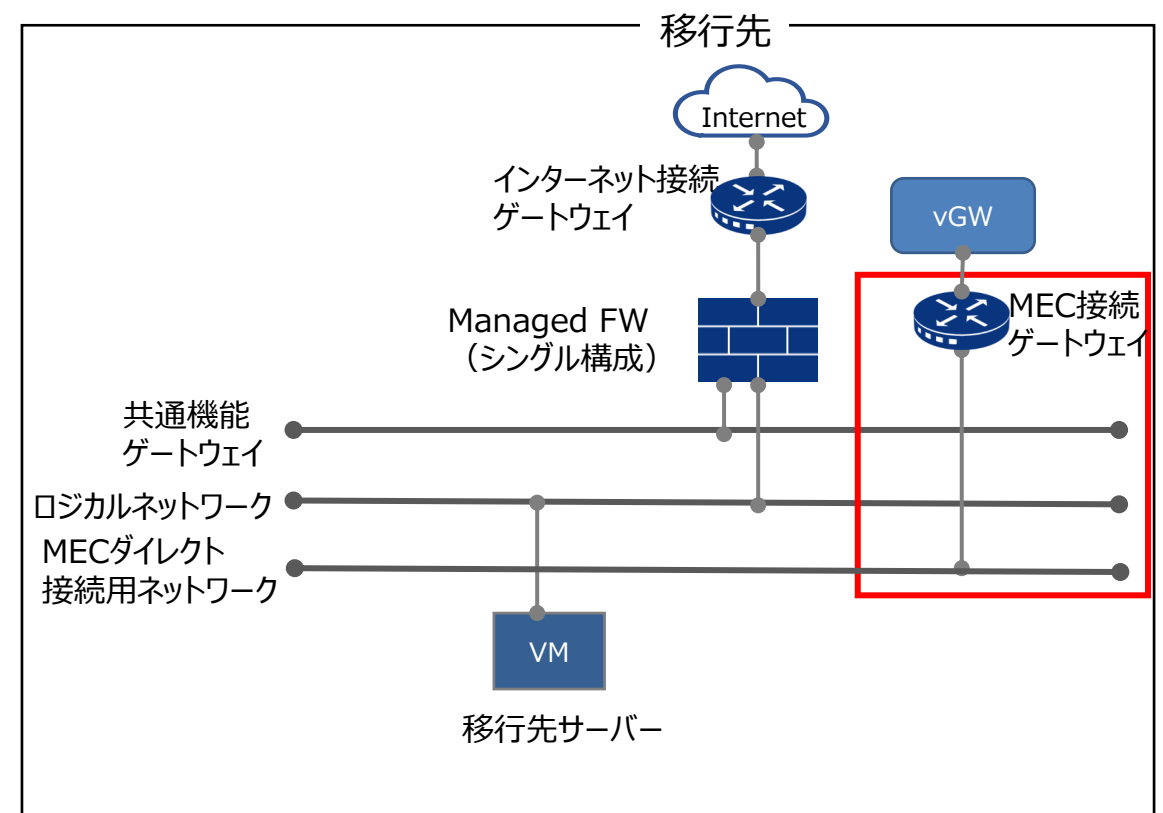 移行先
Internet
インターネット接続
ゲートウェイ
vGW
MEC接続
ゲートウェイ
Managed FW
（シングル構成）
共通機能
ゲートウェイ
ロジカルネットワーク
MECダイレクト
接続用ネットワーク
VM
移行先サーバー